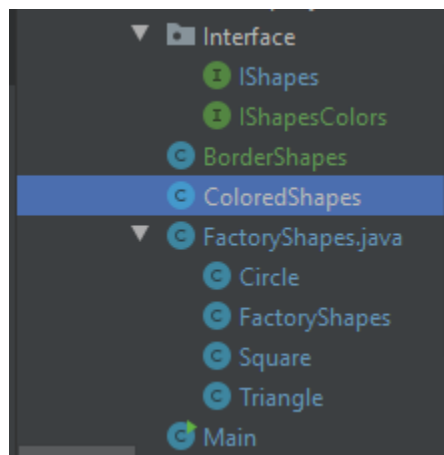 Interface
I IShapes
I IShapesColors
C BorderShapes
C ColoredShapes
C FactoryShapes.java
C Circle
C FactoryShapes
C Square
C Triangle
C Main